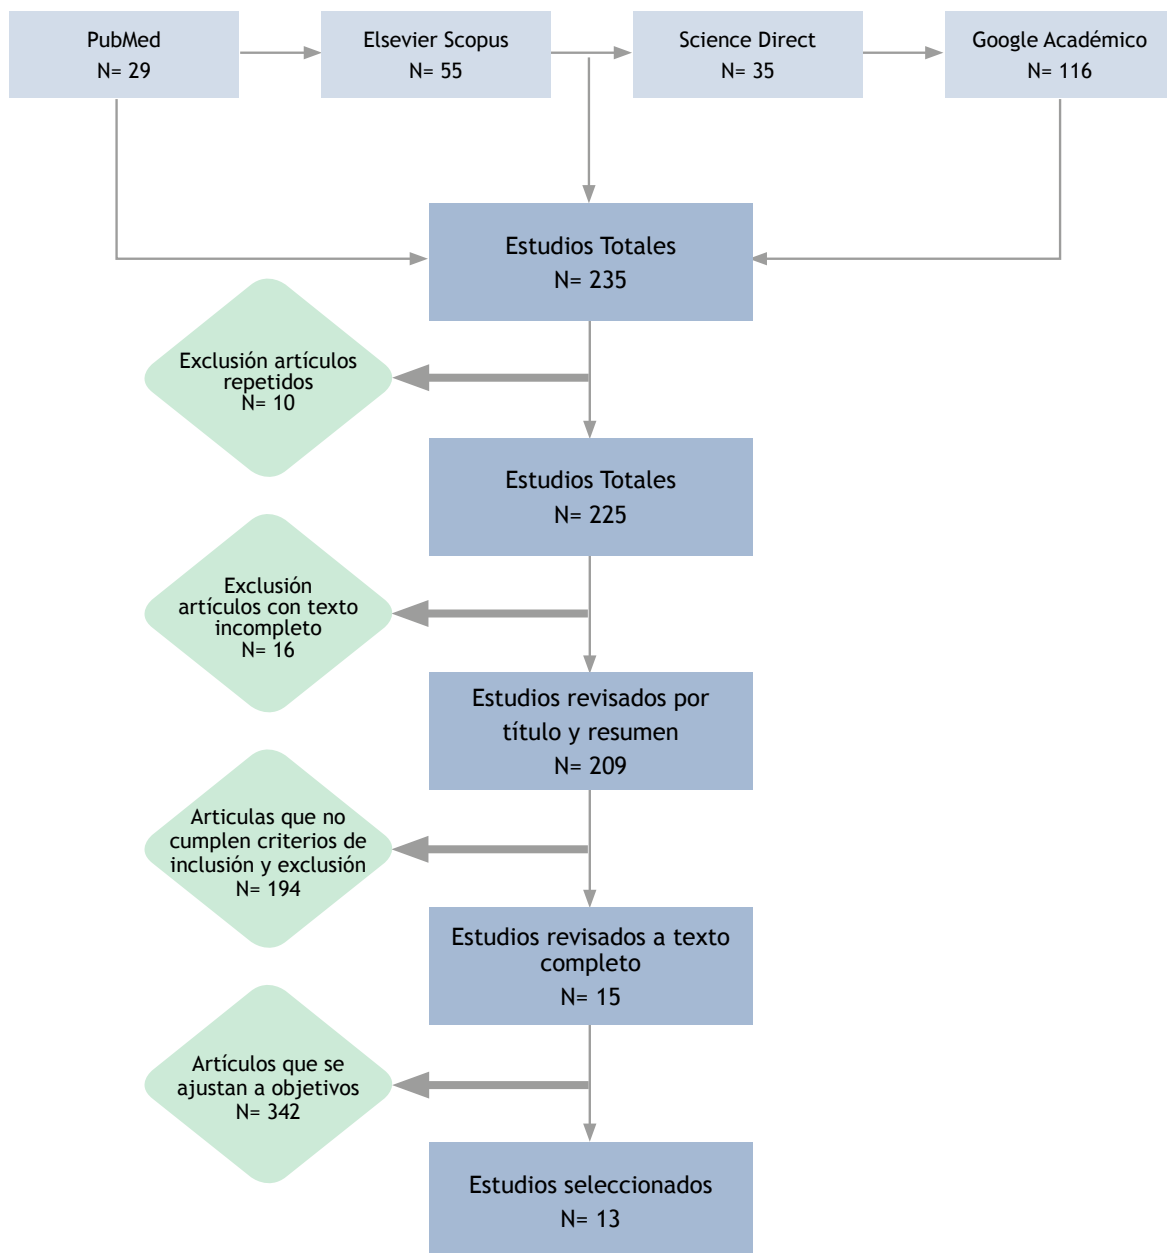 PubMed
N= 29
Elsevier Scopus
N= 55
Science Direct
N= 35
Google Académico
N= 116
Estudios Totales
N= 235
Exclusión artículos
repetidos
N= 10
Estudios Totales
N= 225
Exclusión
artículos con texto
incompleto
N= 16
Estudios revisados por
título y resumen
N= 209
Articulas que no
cumplen criterios de
inclusión y exclusión
N= 194
Estudios revisados a texto
completo
N= 15
Artículos que se
ajustan a objetivos
N= 342
Estudios seleccionados
N= 13